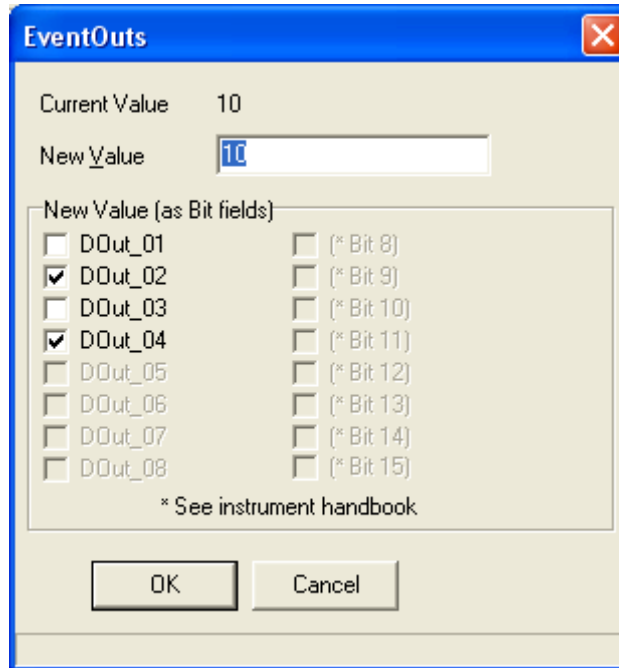 EventOuts
Current Value 10
New Value 10
New Value (as Bit fields)
DOut_01 (* Bit 8)
DOut_02 (* Bit 9)
DOut_03 (* Bit 10)
DOut_04 (* Bit 11)
DOut_05 (* Bit 12)
DOut_06 (* Bit 13)
DOut_07 (* Bit 14)
DOut_08 (* Bit 15)
* See instrument handbook
OK Cancel